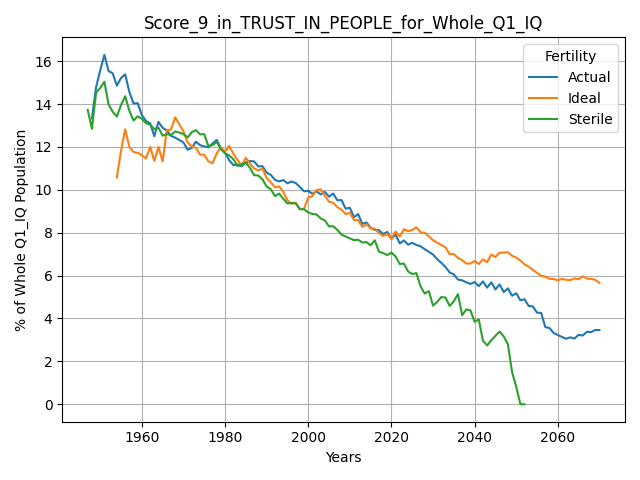 Score_9_in_TRUST_IN_PEOPLE_for_Whole_Q1_IQ
Fertility
Actual
Ideal
Sterile
% of Whole Q1_IQ Population
16
14
12
10
8
6
4
2
0
1960 1980 2000 2020 2040 2060
Years